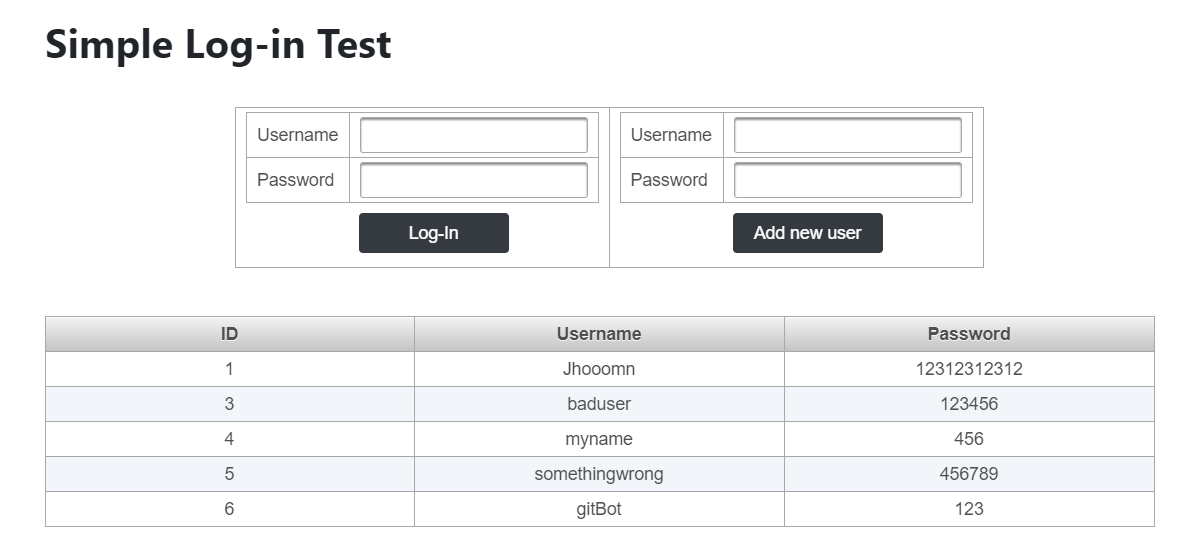 Simple Log-in Test
Username Username
Password Password
Log-In Add new user
ID Username Password
1 Jhooomn 12312312312
3 baduser 123456
4 myname 456
5 somethingwrong 456789
6 gitBot 123